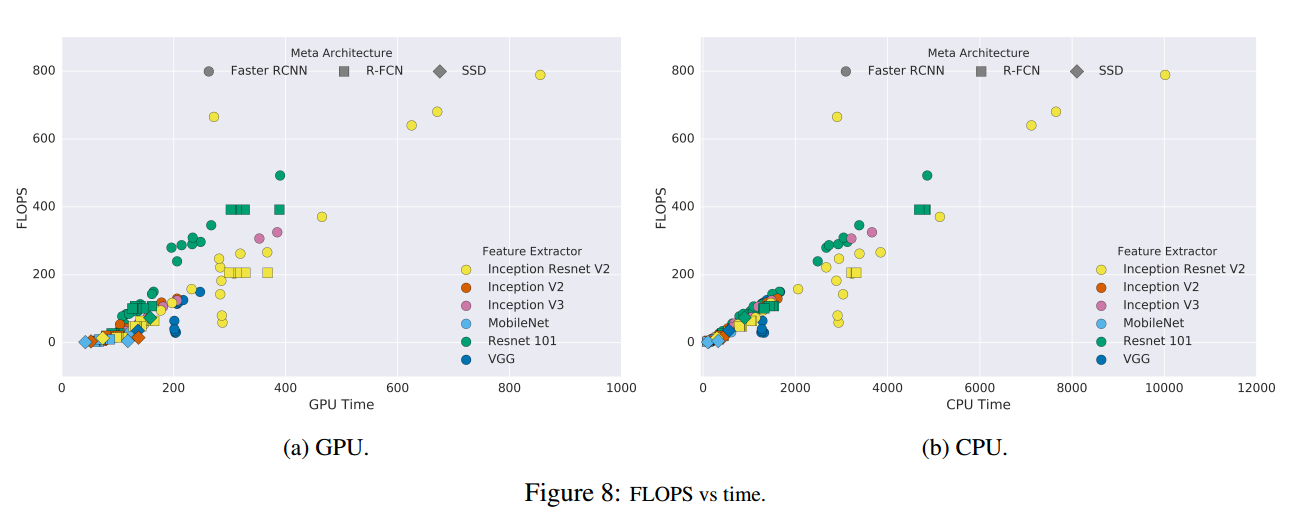 Meta Architecture
Faster RCNN R-FCN SSD
800
600
400
200
0
FLOPS
Feature Extractor
Inception Resnet V2
Inception V2
Inception V3
MobileNet
Resnet 101
VGG
0 200 400 600 800 1000
GPU Time
(a) GPU.
Meta Architecture
Faster RCNN R-FCN SSD
800
600
400
200
0
FLOPS
Feature Extractor
Inception Resnet V2
Inception V2
Inception V3
MobileNet
Resnet 101
VGG
0 2000 4000 6000 8000 10000 12000
CPU Time
(b) CPU.
Figure 8: FLOPS vs time.